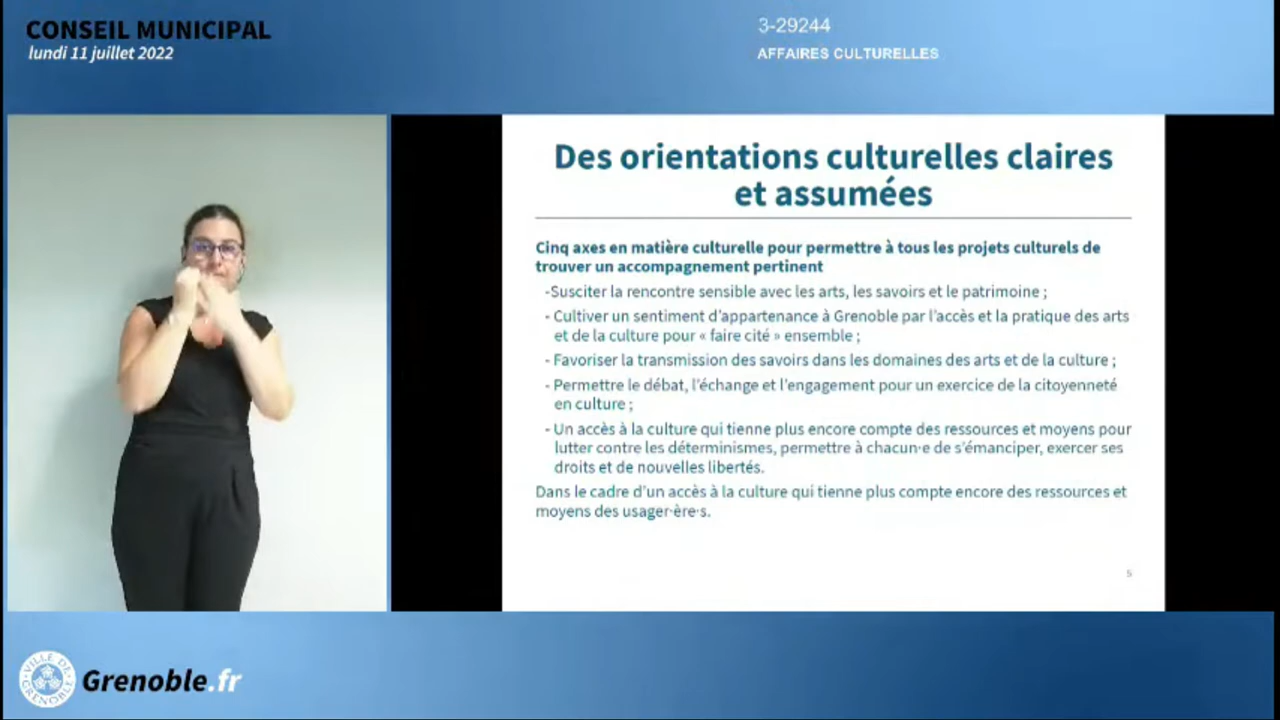 CONSEIL MUNICIPAL
lundi 11 juillet 2022
3-29244
AFFAIRES CULTURELLES
Des orientations culturelles claires
et assumées
Cinq axes en matière culturelle pour permettre à tous les projets culturels de
trouver un accompagnement pertinent
-Susciter la rencontre sensible avec les arts, les savoirs et le patrimoine ;
- Cultiver un sentiment d'appartenance à Grenoble par l'accès et la pratique des arts
et de la culture pour « faire cité » ensemble ;
- Favoriser la transmission des savoirs dans les domaines des arts et de la culture ;
- Permettre le débat, l'échange et l'engagement pour un exercice de la citoyenneté
en culture ;
- Un accès à la culture qui tienne plus encore compte des ressources et moyens pour
lutter contre les déterminismes, permettre à chacun·e de s'émanciper, exercer ses
droits et de nouvelles libertés.
Dans le cadre d'un accès à la culture qui tienne plus compte encore des ressources et
moyens des usager·ère·s.
5
VILLE DE
GRENOBLE
Grenoble.fr